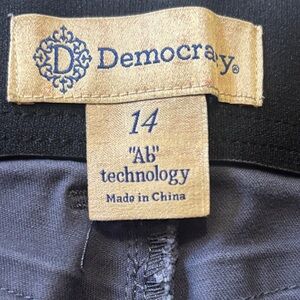 D Democracy®
14
"Ab"
technology
Made in China